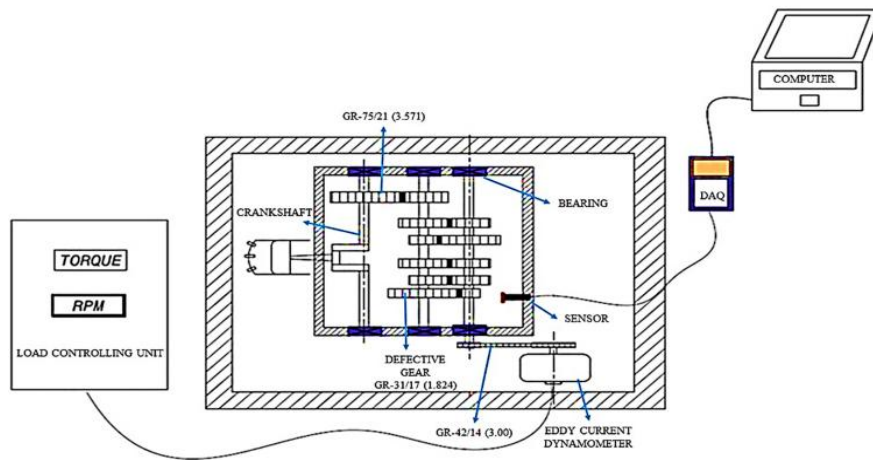 COMPUTER
GR-75/21 (3.571)
DAQ
BEARING
CRANKSHAFT
TORQUE
RPM
SENSOR
LOAD CONTROLLING UNIT
DEFECTIVE
GEAR
GR-31/17 (1.824)
GR-42/14 (3.00)
EDDY CURRENT
DYNAMOMETER